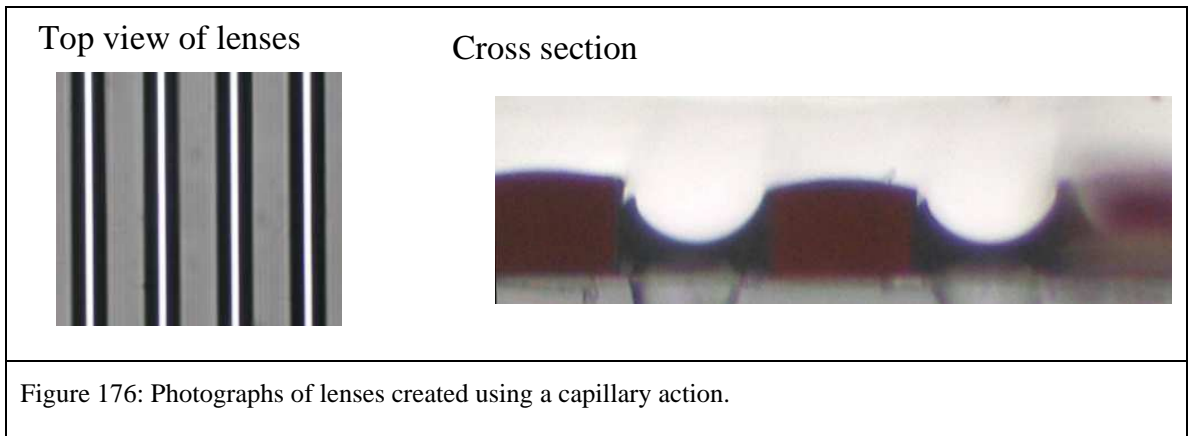 Top view of lenses
Cross section
Figure 176: Photographs of lenses created using a capillary action.